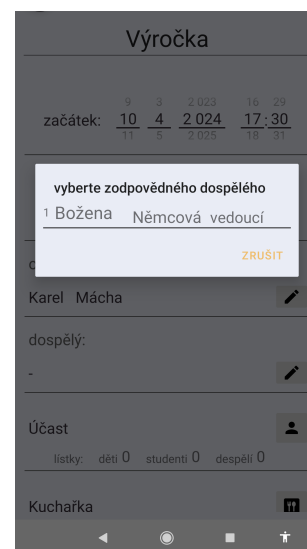 Výročka
9 3 2 023 16 29
začátek: 10 4 2 024 17:30
11 5 2 025 18 31
vyberte zodpovědného dospělého
1 Božena Němcová vedoucí
ZRUŠIT
Karel Mácha
dospělý:
-
Účast
lístky: děti 0 studenti 0 despělí 0
Kuchařka